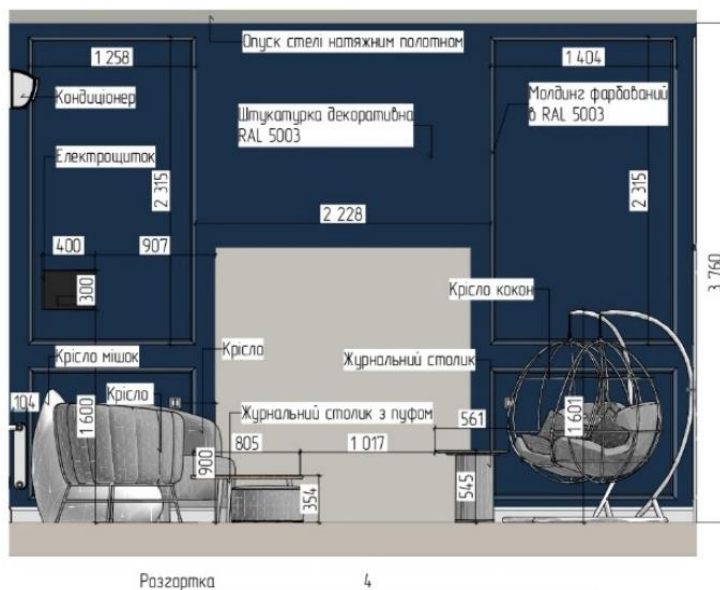 Опуск стелі натяжним полотном
1 258
1 404
Кондиціонер
Штукатурка декоративна
RAL 5003
Молдинг фарбований
в RAL 5003
Електрощиток
2 315
2 315
2 228
400
907
300
3 760
Крісло кокон
Крісло мішок
Крісло
Журнальний столик
104
Крісло
1 600
Журнальний столик з пуфом
561
1 601
805
1 017
900
354
545
Розгортка 4